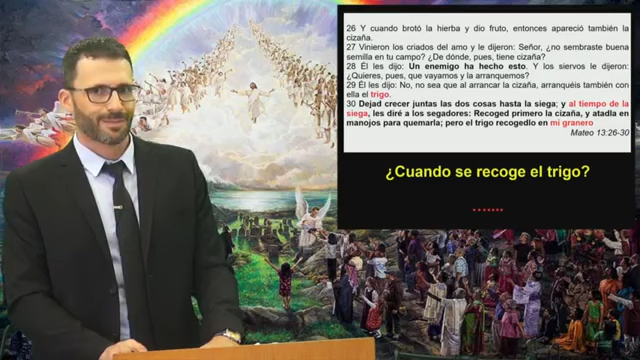 26 Y cuando brotó la hierba y dio fruto, entonces apareció también la
cizaña.
27 Vinieron los criados del amo y le dijeron: Señor, ¿no sembraste buena
semilla en tu campo? ¿De dónde, pues, tiene cizaña?
28 Él les dijo: Un enemigo ha hecho esto. Y los siervos le dijeron:
¿Quieres, pues, que vayamos y la arranquemos?
29 Él les dijo: No, no sea que al arrancar la cizaña, arranquéis también con
ella el trigo.
30 Dejad crecer juntas las dos cosas hasta la siega; y al tiempo de la
siega, les diré a los segadores: Recoged primero la cizaña, y atadla en
manojos para quemarla; pero el trigo recogedlo en mi granero
Mateo 13:26-30
¿Cuando se recoge el trigo?
.......